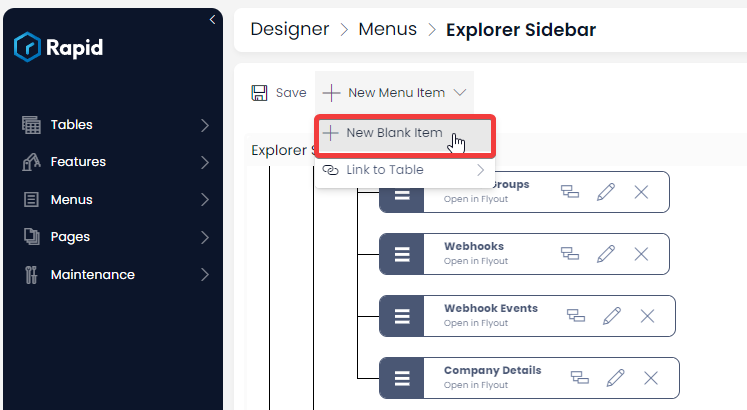 Rapid
Tables
Features
Menus
Pages
Maintenance
Designer > Menus > Explorer Sidebar
Save
New Menu Item
New Blank Item
Explorer S
Link to Table
Groups
Open in Flyout
Webhooks
Open in Flyout
Webhook Events
Open in Flyout
Company Details
Open in Flyout